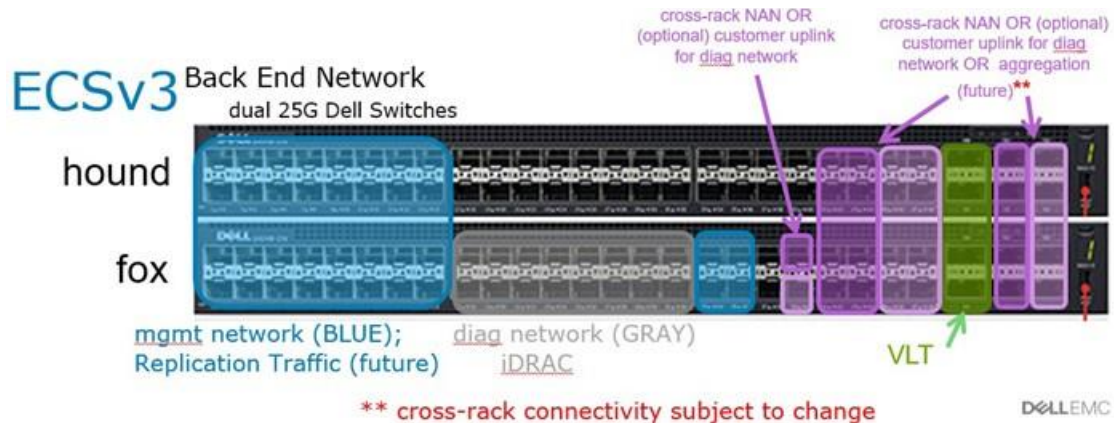 cross-rack NAN OR
(optional) customer uplink
for diag network
cross-rack NAN OR (optional)
customer uplink for diag
network OR aggregation
(future)**
ECSv3 Back End Network
dual 25G Dell Switches
hound
DELL
fox
mgmt network (BLUE);
Replication Traffic (future)
diag network (GRAY)
iDRAC
VLT
** cross-rack connectivity subject to change
DELLEMC